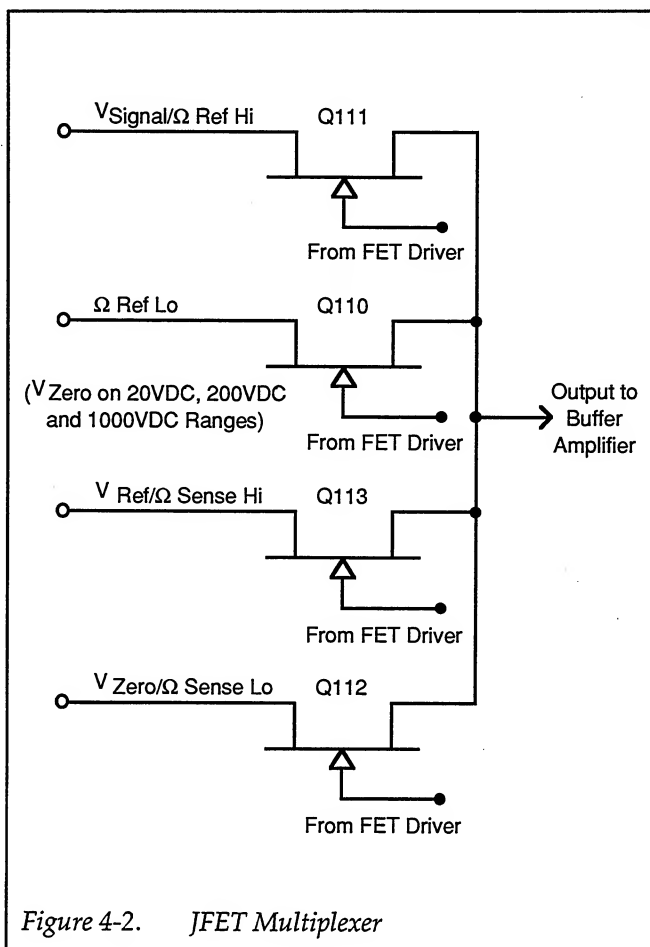 VSignal/Ω Ref Hi
Q111
From FET Driver
Ω Ref Lo
Q110
(V Zero on 20VDC, 200VDC
and 1000VDC Ranges)
From FET Driver
Output to
Buffer
Amplifier
V Ref/Ω Sense Hi
Q113
From FET Driver
V Zero/Ω Sense Lo
Q112
From FET Driver
Figure 4-2. JFET Multiplexer